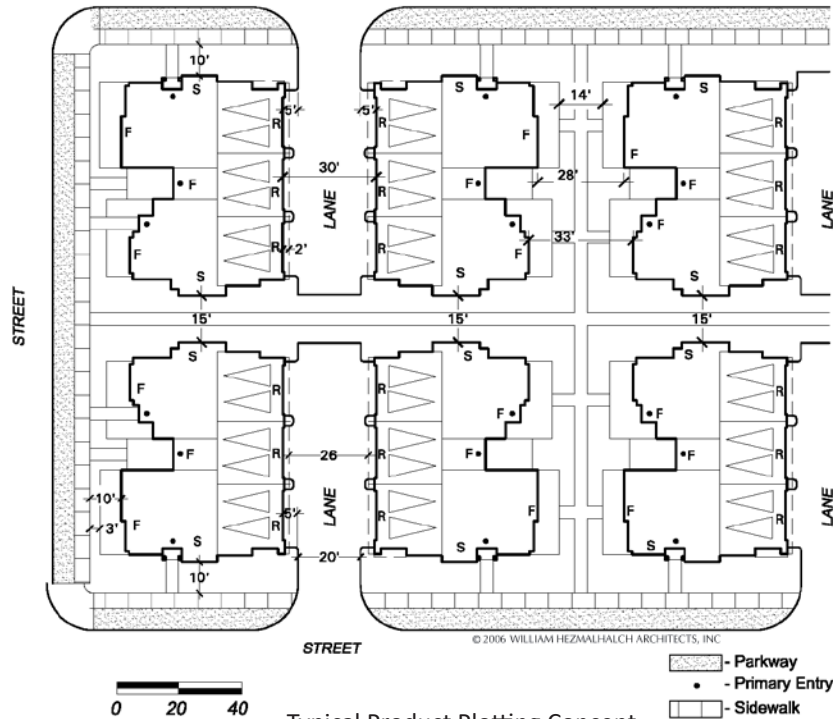 10'
S
S
5'
5'
14'
R
R
R
F
F
F
30'
28'
R
R
R
F
F
F
LANE
LANE
33'
F
R
2'
R
F
F
R
F
S
S
S
STREET
15'
15'
15'
S
S
S
F
R
R
F
F
R
F
R
26
F
R
F
R
10'
LANE
LANE
3'
F
R
5'
R
F
F
R
S
S
S
10'
20'
© 2006 WILLIAM HEZMALHALCH ARCHITECTS, INC
STREET
- Parkway
- Primary Entry
- Sidewalk
0 20 40
Typical Product Plotting Concept